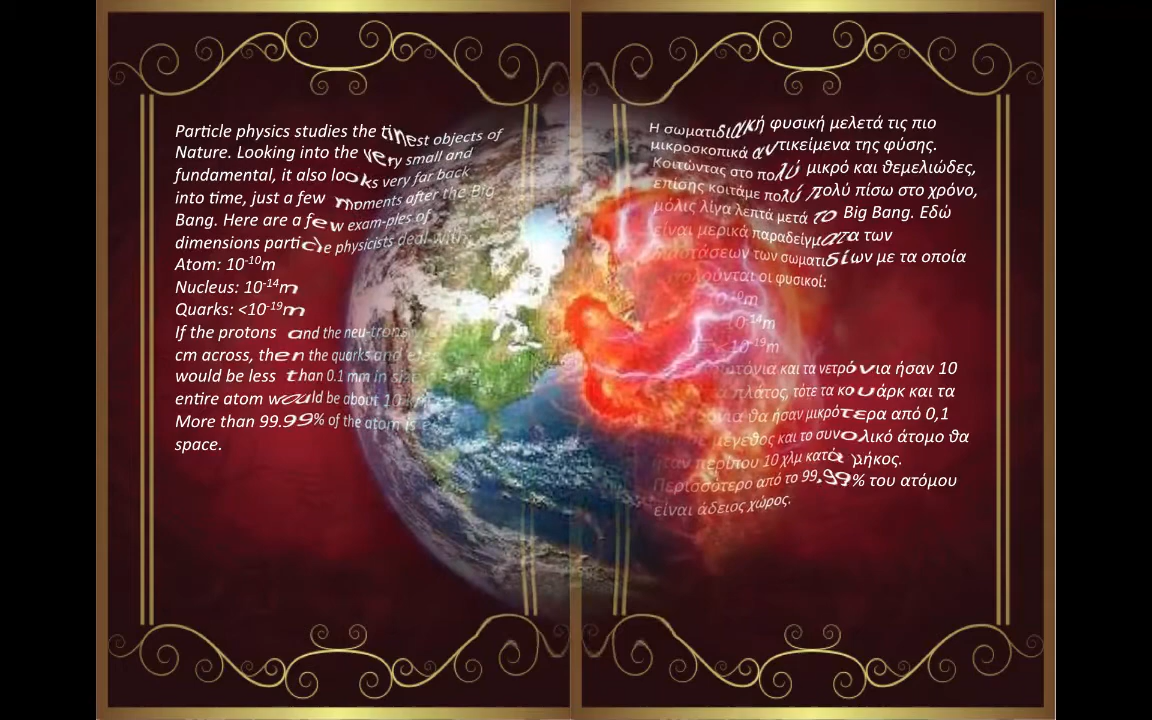 Particle physics studies the tinest objects of
Nature. Looking into the very small and
fundamental, it also looks very far back
into time, just a few moments after the Big
Bang. Here are a few exam-ples of
dimensions particle physicists deal with.
Atom: 10⁻¹⁰m
Nucleus: 10⁻¹⁴m
Quarks: <10⁻¹⁹m
If the protons and the neu-trons
cm across, then the quarks and
would be less than 0.1 mm in size
entire atom would be about 10
More than 99.99% of the atom is
space.
Η σωματιδιακή φυσική μελετά τις πιο
μικροσκοπικά αντικείμενα της φύσης.
Κοιτώντας στο πολύ μικρό και θεμελιώδες,
επίσης κοιτάμε πολύ πολύ πίσω στο χρόνο,
μόλις λίγα λεπτά μετά το Big Bang. Εδώ
είναι μερικά παραδείγματα των
διαστάσεων των σωματιδίων με τα οποία
οι φυσικοί:
10⁻¹⁰m
10⁻¹⁴m
10⁻¹⁹m
και τα νετρόνια ήσαν 10
πλάτος, τότε τα κουάρκ και τα
θα ήσαν μικρότερα από 0,1
μέγεθος και το συνολικό άτομο θα
ήταν περίπου 10 χλμ κατά μήκος.
Περισσότερο από το 99,99% του ατόμου
είναι άδειος χώρος.